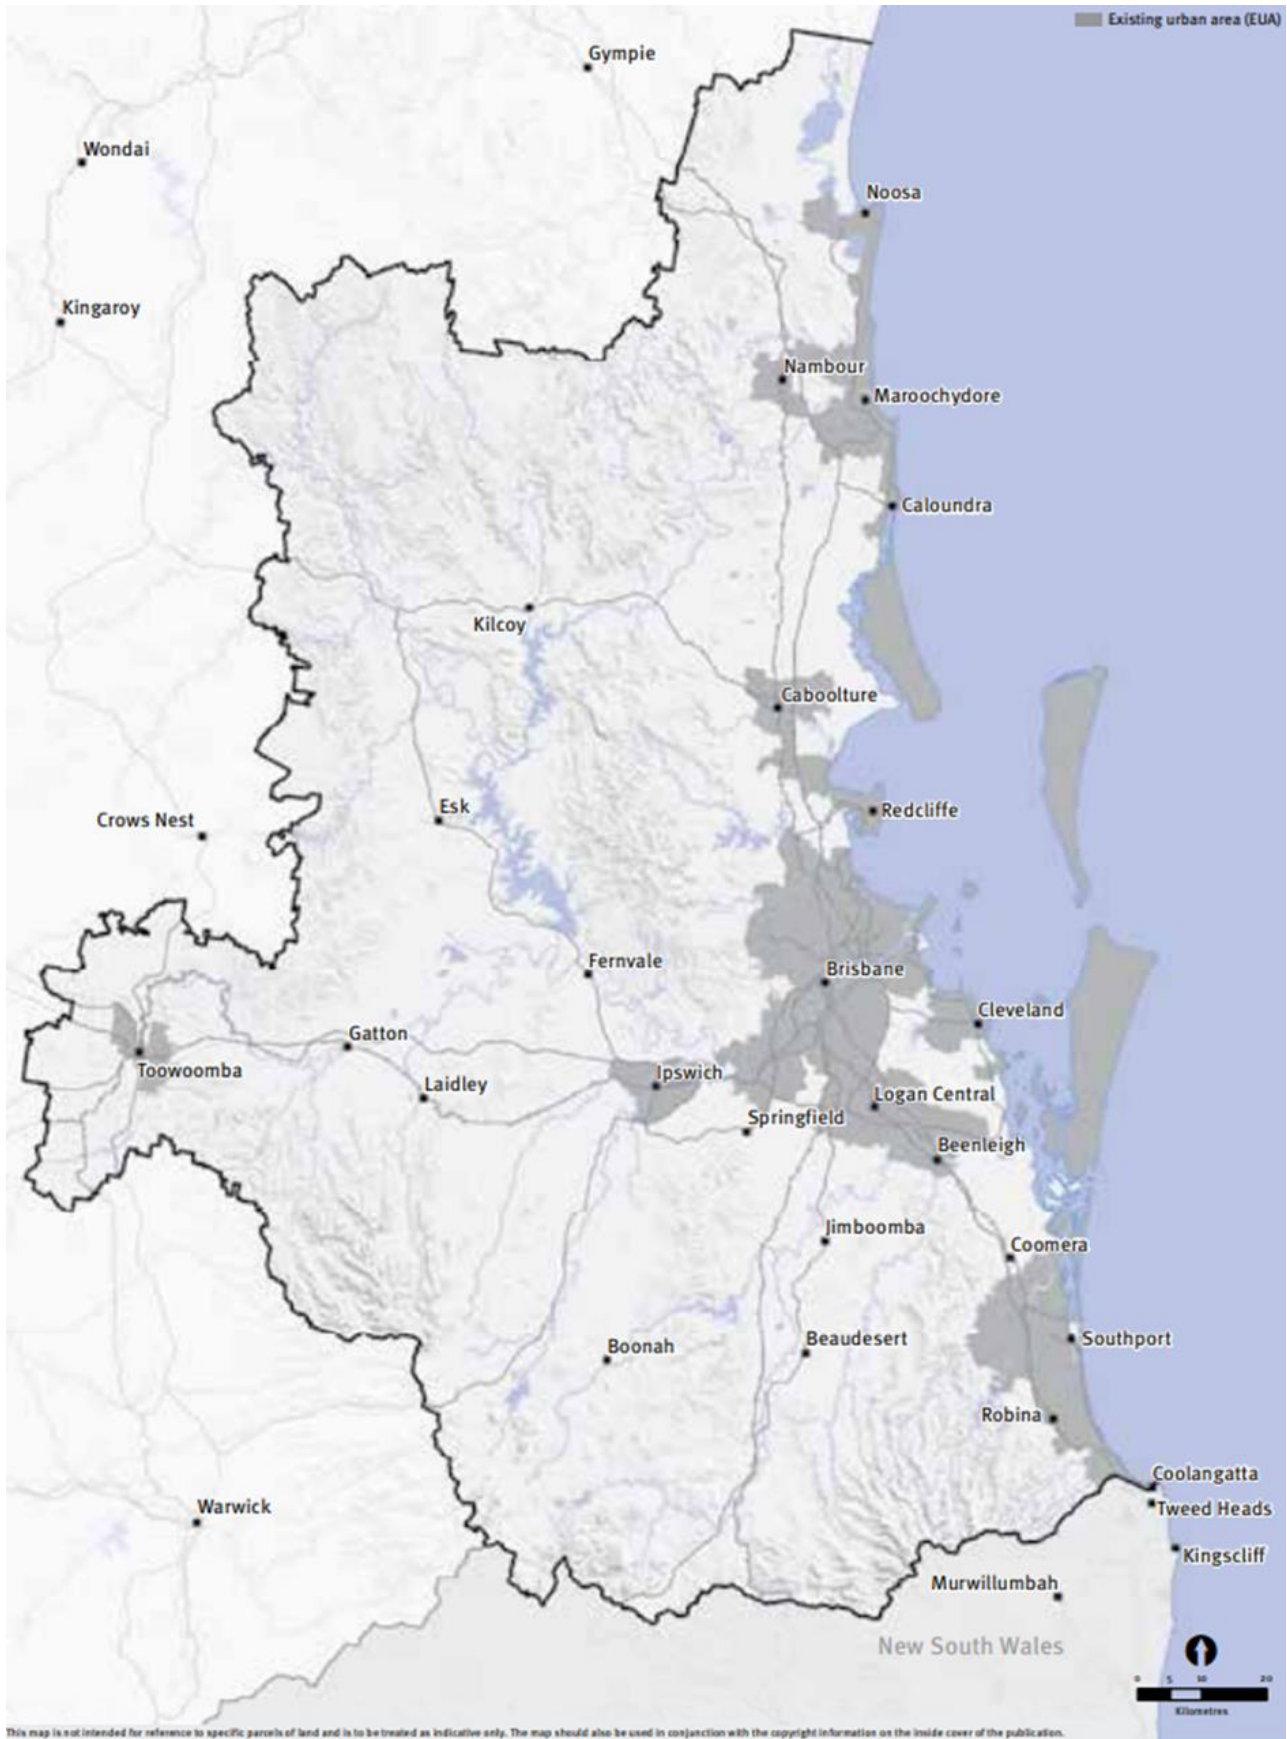 Existing urban area (EUA)
Gympie
Wondai
Noosa
Kingaroy
Nambour
Maroochydore
Caloundra
Kilcoy
Caboolture
Esk
Redcliffe
Crows Nest
Fernvale
Brisbane
Cleveland
Gatton
Toowoomba
Ipswich
Laidley
Logan Central
Springfield
Beenleigh
Jimboomba
Coomera
Boonah
Beaudesert
Southport
Robina
Coolangatta
Warwick
Tweed Heads
Kingscliff
Murwillumbah
New South Wales
0 5 10 20
Kilometres
This map is not intended for reference to specific parcels of land and is to be treated as indicative only. The map should also be used in conjunction with the copyright information on the inside cover of the publication.